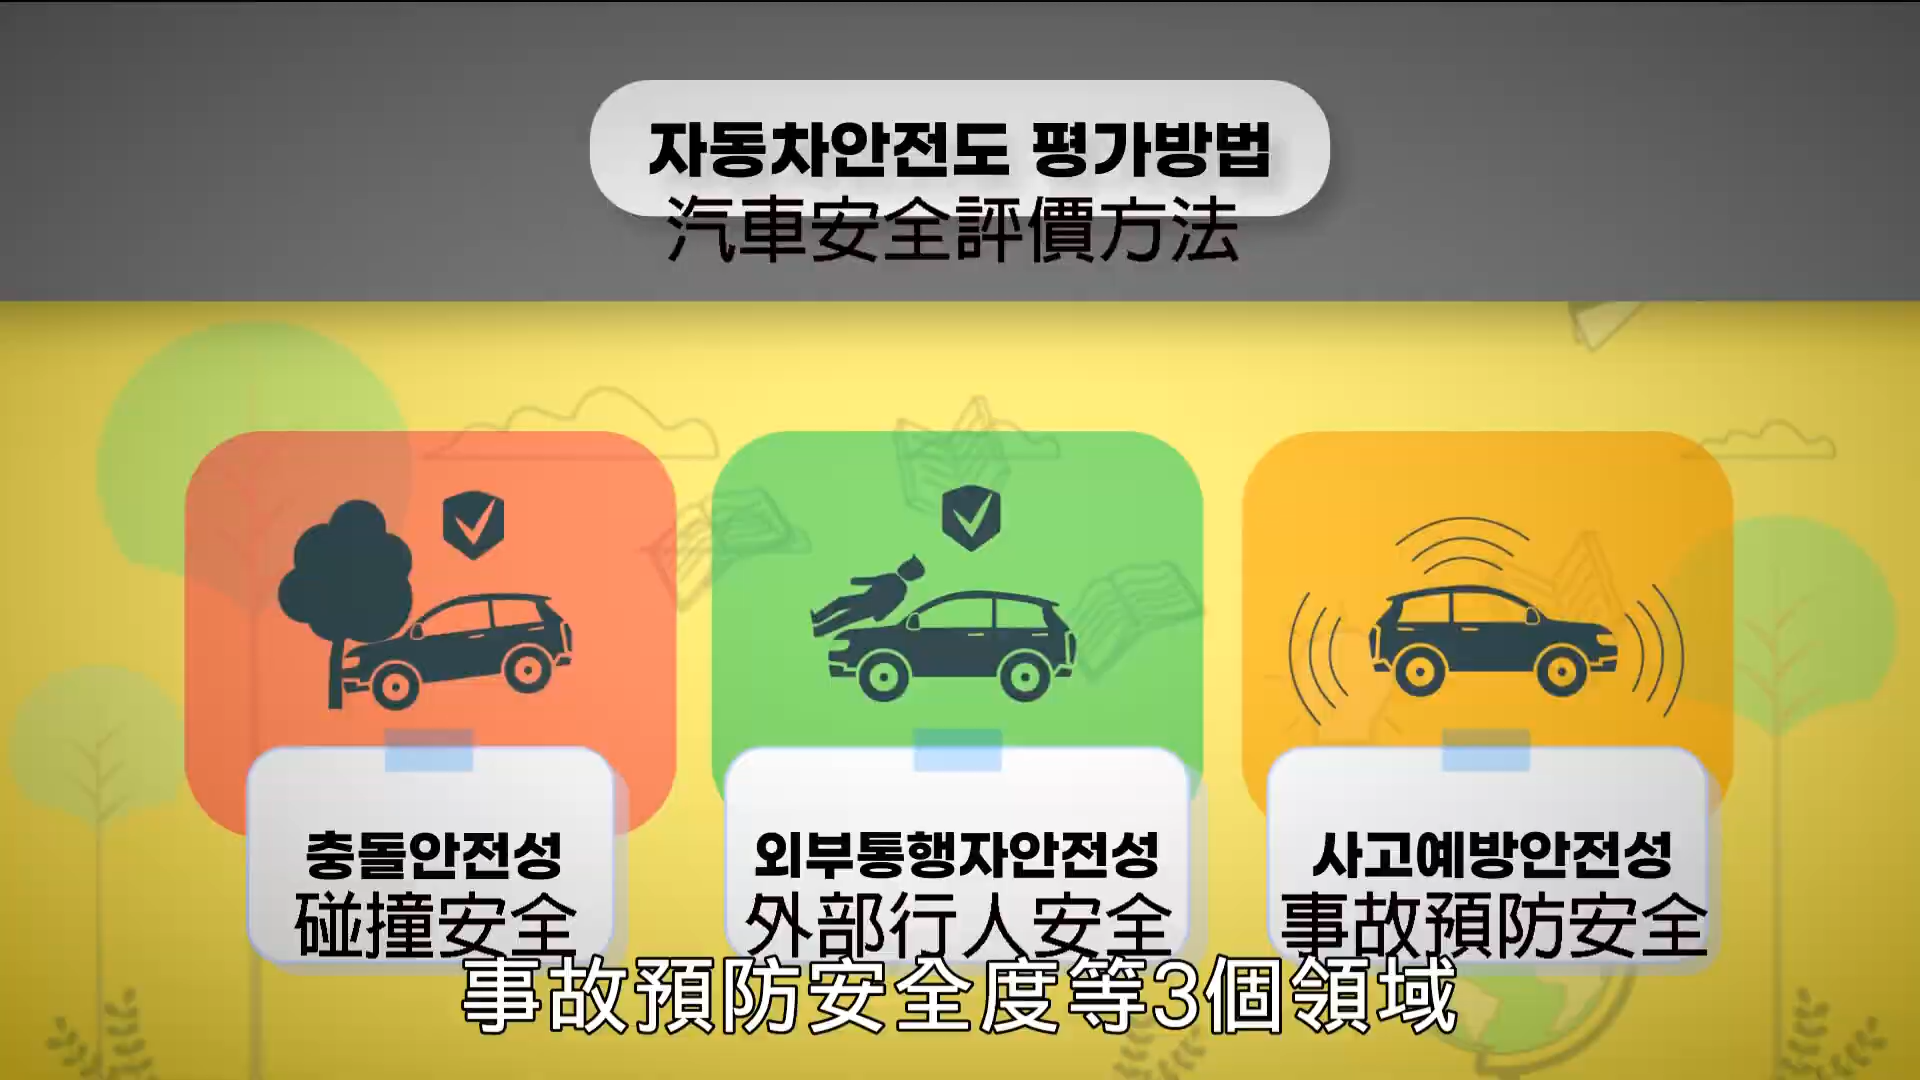 자동차안전도 평가방법
汽車安全評價方法
충돌안전성
碰撞安全
외부통행자안전성
外部行人安全
사고예방안전성
事故預防安全
事故預防安全度等3個領域